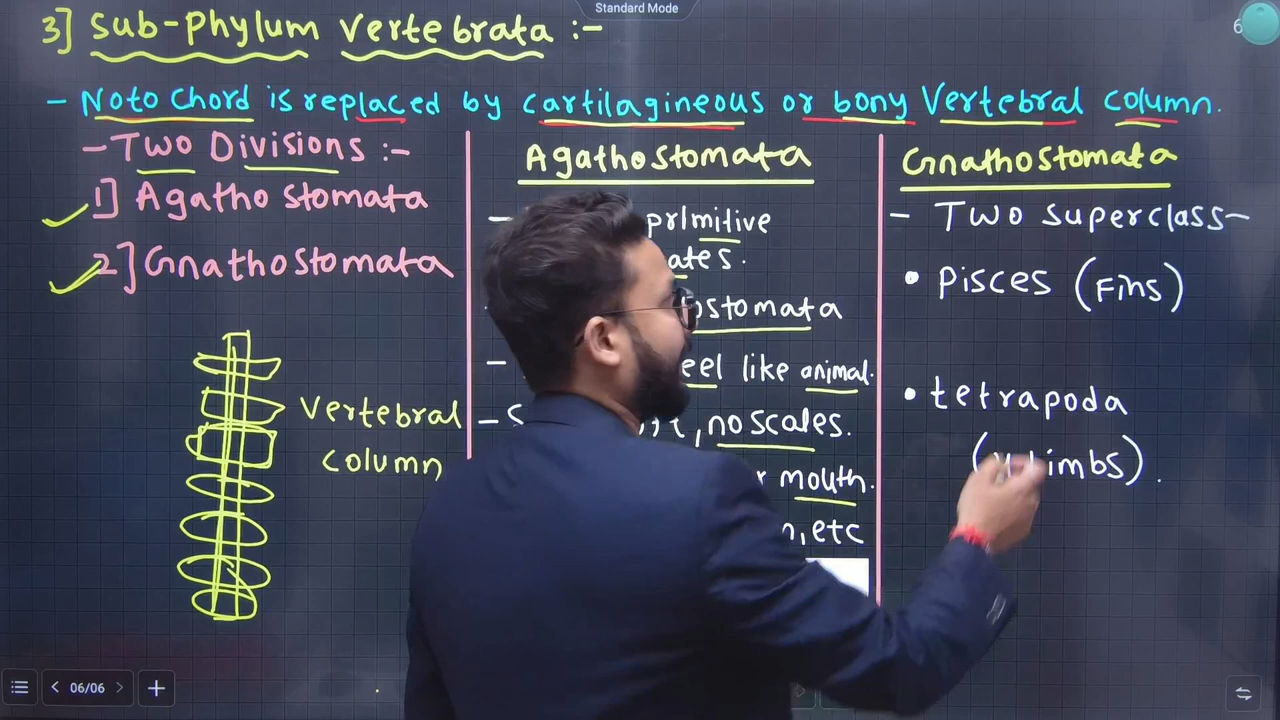 Standard Mode
6
3] Sub-Phylum Vertebrata :-
- Noto Chord is replaced by cartilagineous or bony Vertebral column.
- Two Divisions :-
1] Agatho stomata
2] Gnathostomata
Vertebral
column
Agathostomata
- primitive
ates.
ostomata
- eel like animal.
- S , no scales.
r mouth.
n, etc
Gnathostomata
- Two superclass-
• Pisces (Fins)
• tetrapoda
( limbs).
06/06